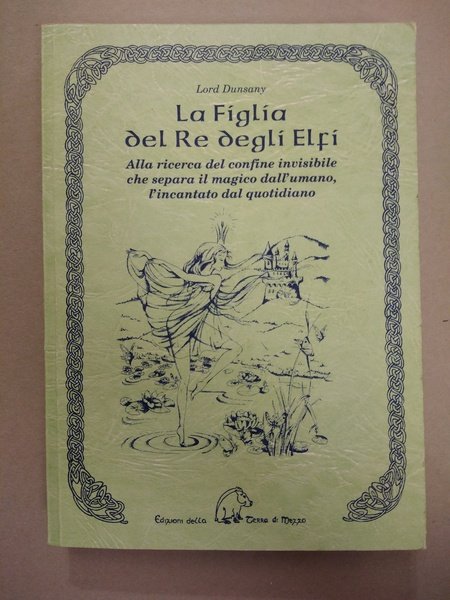 Lord Dunsany
La Figlia
del Re degli Elfi
Alla ricerca del confine invisibile
che separa il magico dall'umano,
l'incantato dal quotidiano
Edizioni della Terra di Mezzo